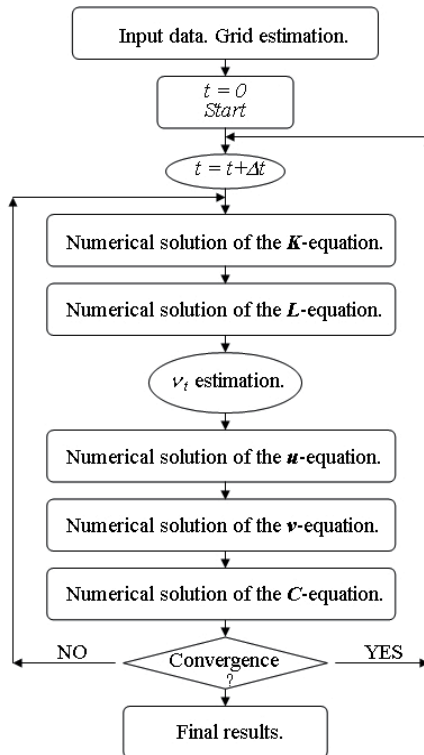 Input data. Grid estimation.
t = 0
Start
t = t+Δt
Numerical solution of the K-equation.
Numerical solution of the L-equation.
νt estimation.
Numerical solution of the u-equation.
Numerical solution of the v-equation.
Numerical solution of the C-equation.
NO
Convergence
?
YES
Final results.